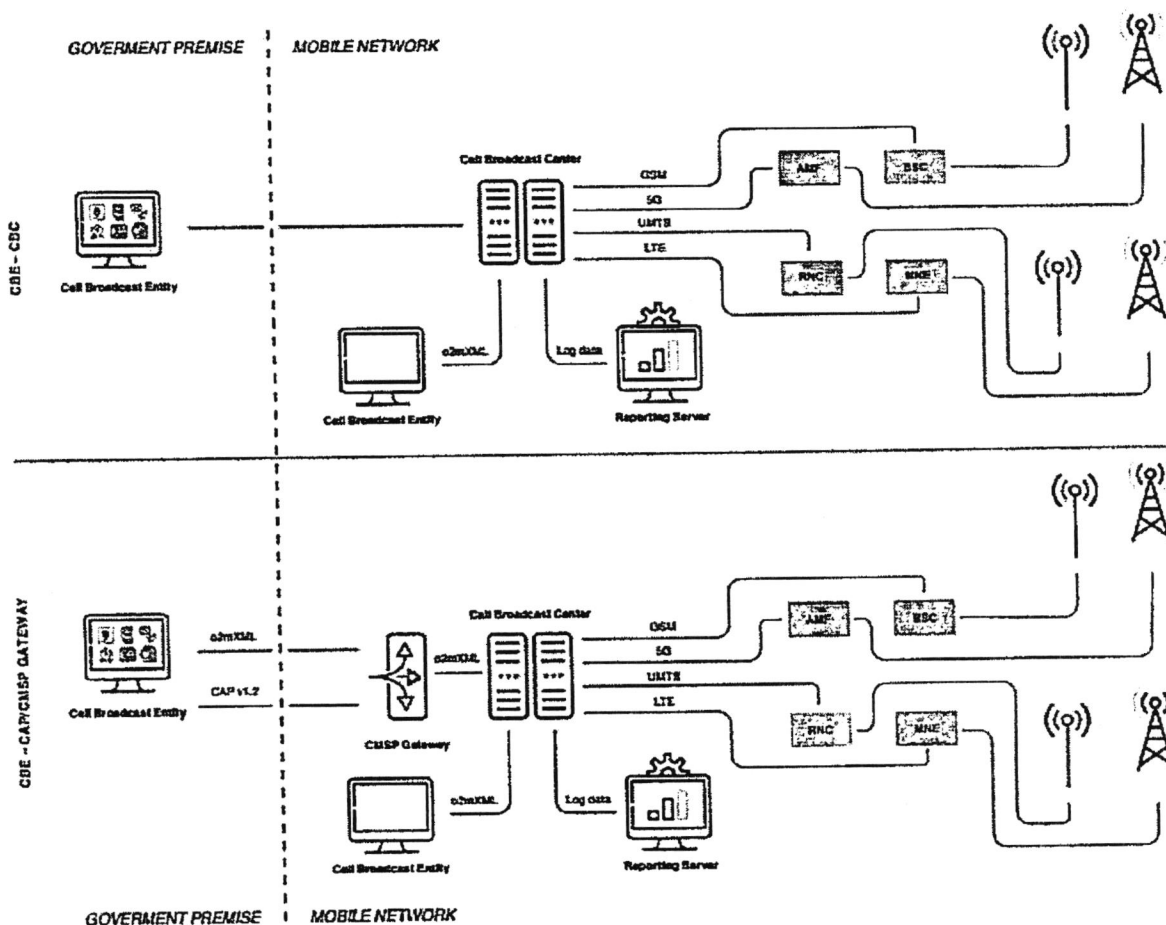 GOVERMENT PREMISE
MOBILE NETWORK
CBE - CBC
Cell Broadcast Entity
Cell Broadcast Center
GSM
5G
UMTS
LTE
AMF
BSC
RNC
MNE
o2mXML
Log data
Cell Broadcast Entity
Reporting Server
CBE - CAP/CMSP GATEWAY
Cell Broadcast Entity
o2mXML
CAP v1.2
CMSP Gateway
o2mXML
Cell Broadcast Center
GSM
5G
UMTS
LTE
AMF
BSC
RNC
MNE
o2mXML
Log data
Cell Broadcast Entity
Reporting Server
GOVERMENT PREMISE
MOBILE NETWORK